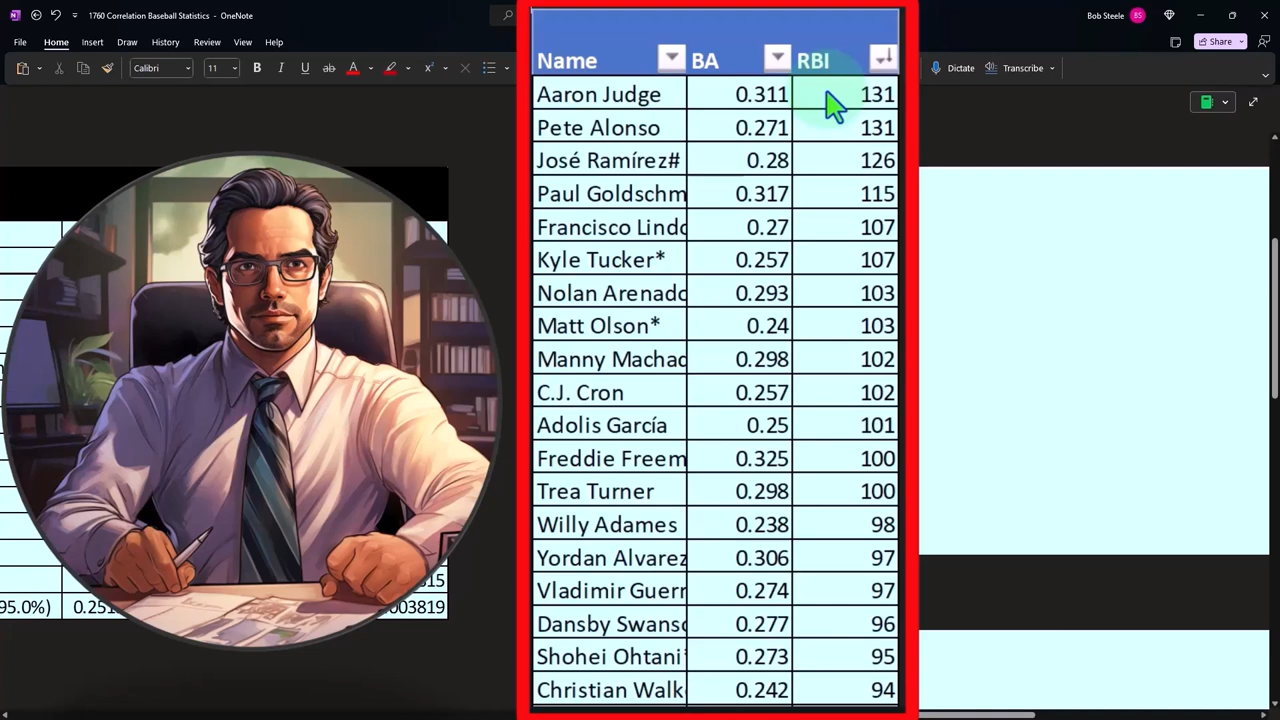 1760 Correlation Baseball Statistics - OneNote
Bob Steele BS
File Home Insert Draw History Review View Help
Share
Calibri 11 B I U ab A
Dictate Transcribe
Name BA RBI
Aaron Judge 0.311 131
Pete Alonso 0.271 131
José Ramírez# 0.28 126
Paul Goldschm 0.317 115
Francisco Lindo 0.27 107
Kyle Tucker* 0.257 107
Nolan Arenado 0.293 103
Matt Olson* 0.24 103
Manny Machad 0.298 102
C.J. Cron 0.257 102
Adolis García 0.25 101
Freddie Freem 0.325 100
Trea Turner 0.298 100
Willy Adames 0.238 98
Yordan Alvarez 0.306 97
Vladimir Guerr 0.274 97
Dansby Swanso 0.277 96
Shohei Ohtani* 0.273 95
Christian Walk 0.242 94
95.0%) 0.251 003819